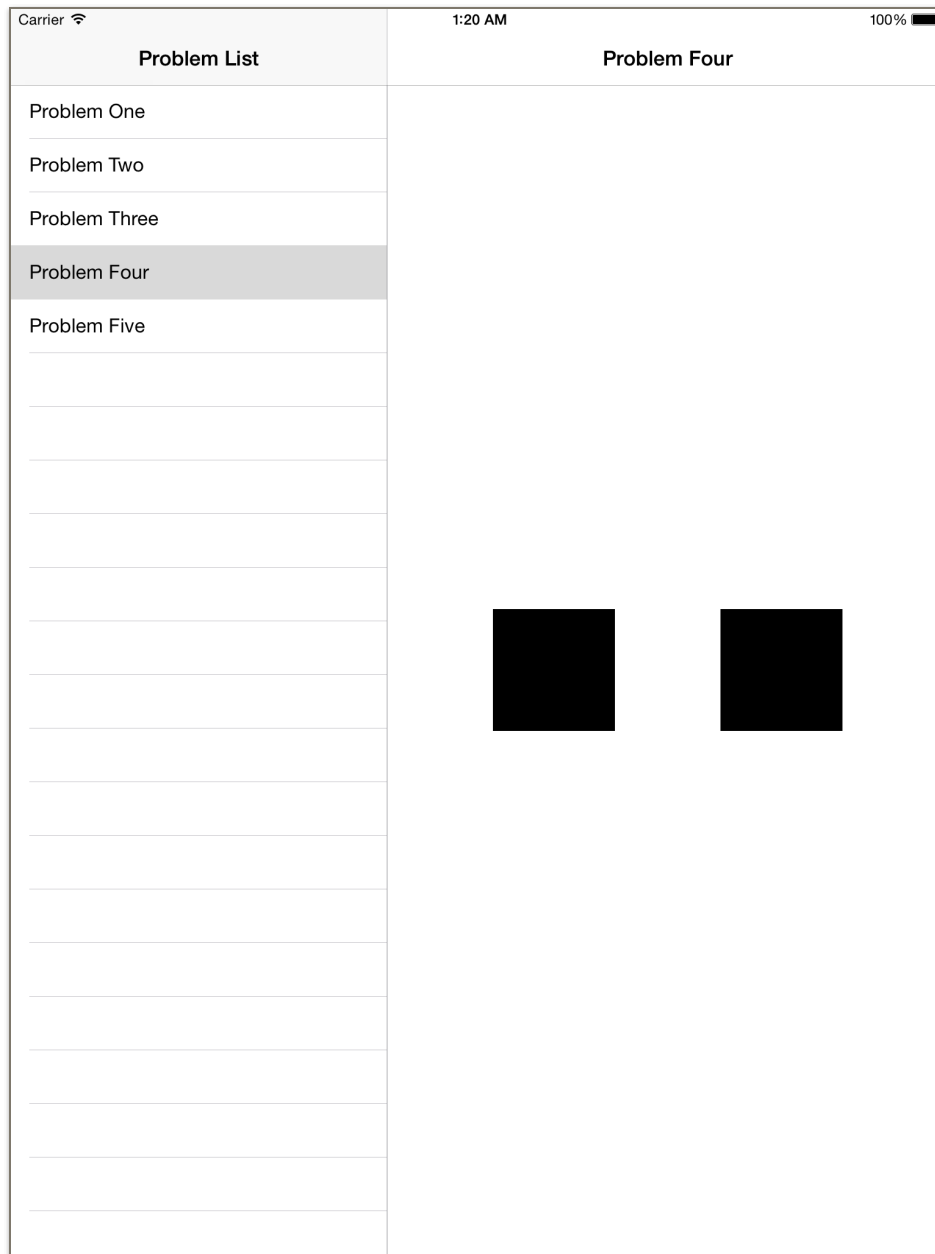 Carrier 1:20 AM 100%
Problem List Problem Four
Problem One
Problem Two
Problem Three
Problem Four
Problem Five